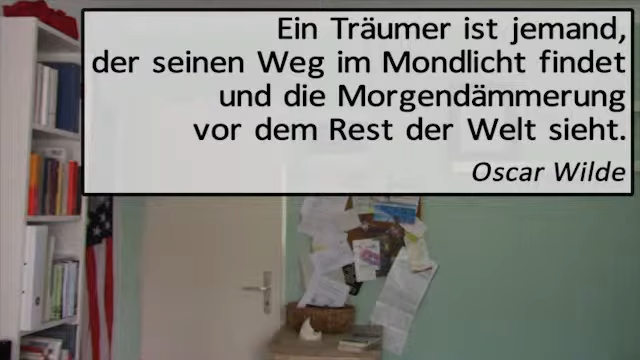 Ein Träumer ist jemand,
der seinen Weg im Mondlicht findet
und die Morgendämmerung
vor dem Rest der Welt sieht.
Oscar Wilde